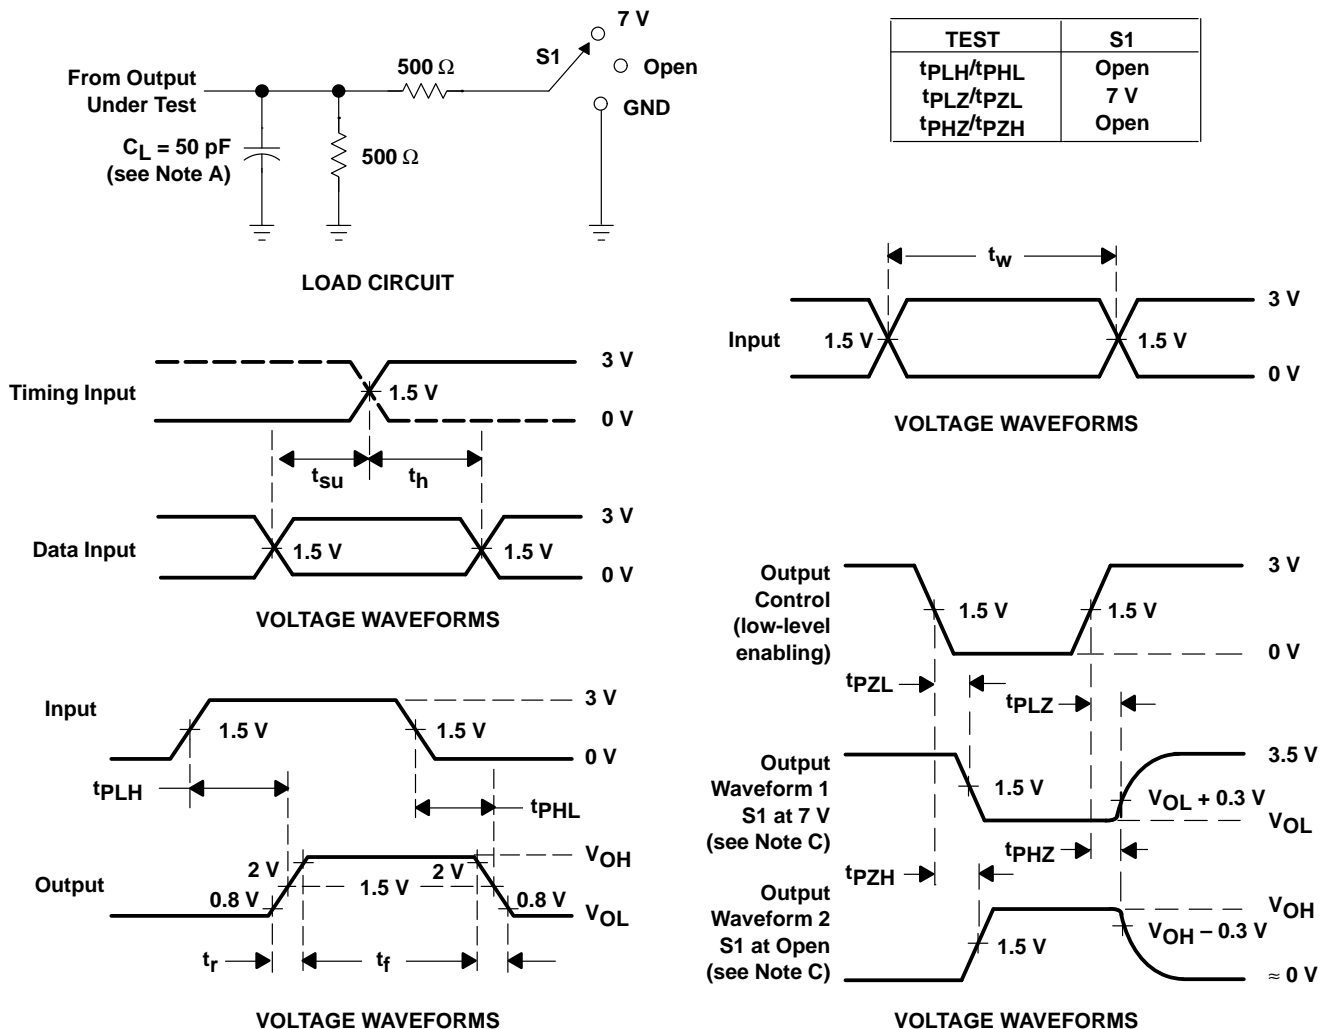 7 V
S1
Open
GND
500 Ω
From Output
Under Test
CL = 50 pF
(see Note A)
500 Ω
LOAD CIRCUIT
TEST S1
tPLH/tPHL Open
tPLZ/tPZL 7 V
tPHZ/tPZH Open
tw
3 V
Input
1.5 V 1.5 V
0 V
VOLTAGE WAVEFORMS
3 V
Timing Input
1.5 V
0 V
tsu th
3 V
Data Input
1.5 V 1.5 V
0 V
VOLTAGE WAVEFORMS
Input
3 V
1.5 V 1.5 V
0 V
tPLH
tPHL
Output
VOH
2 V 2 V
1.5 V
0.8 V 0.8 V
VOL
tr tf
VOLTAGE WAVEFORMS
Output
Control
(low-level
enabling)
3 V
1.5 V 1.5 V
0 V
tPZL
tPLZ
Output
Waveform 1
S1 at 7 V
(see Note C)
3.5 V
1.5 V
VOL + 0.3 V
VOL
tPHZ
tPZH
Output
Waveform 2
S1 at Open
(see Note C)
VOH
1.5 V
VOH – 0.3 V
≈ 0 V
VOLTAGE WAVEFORMS